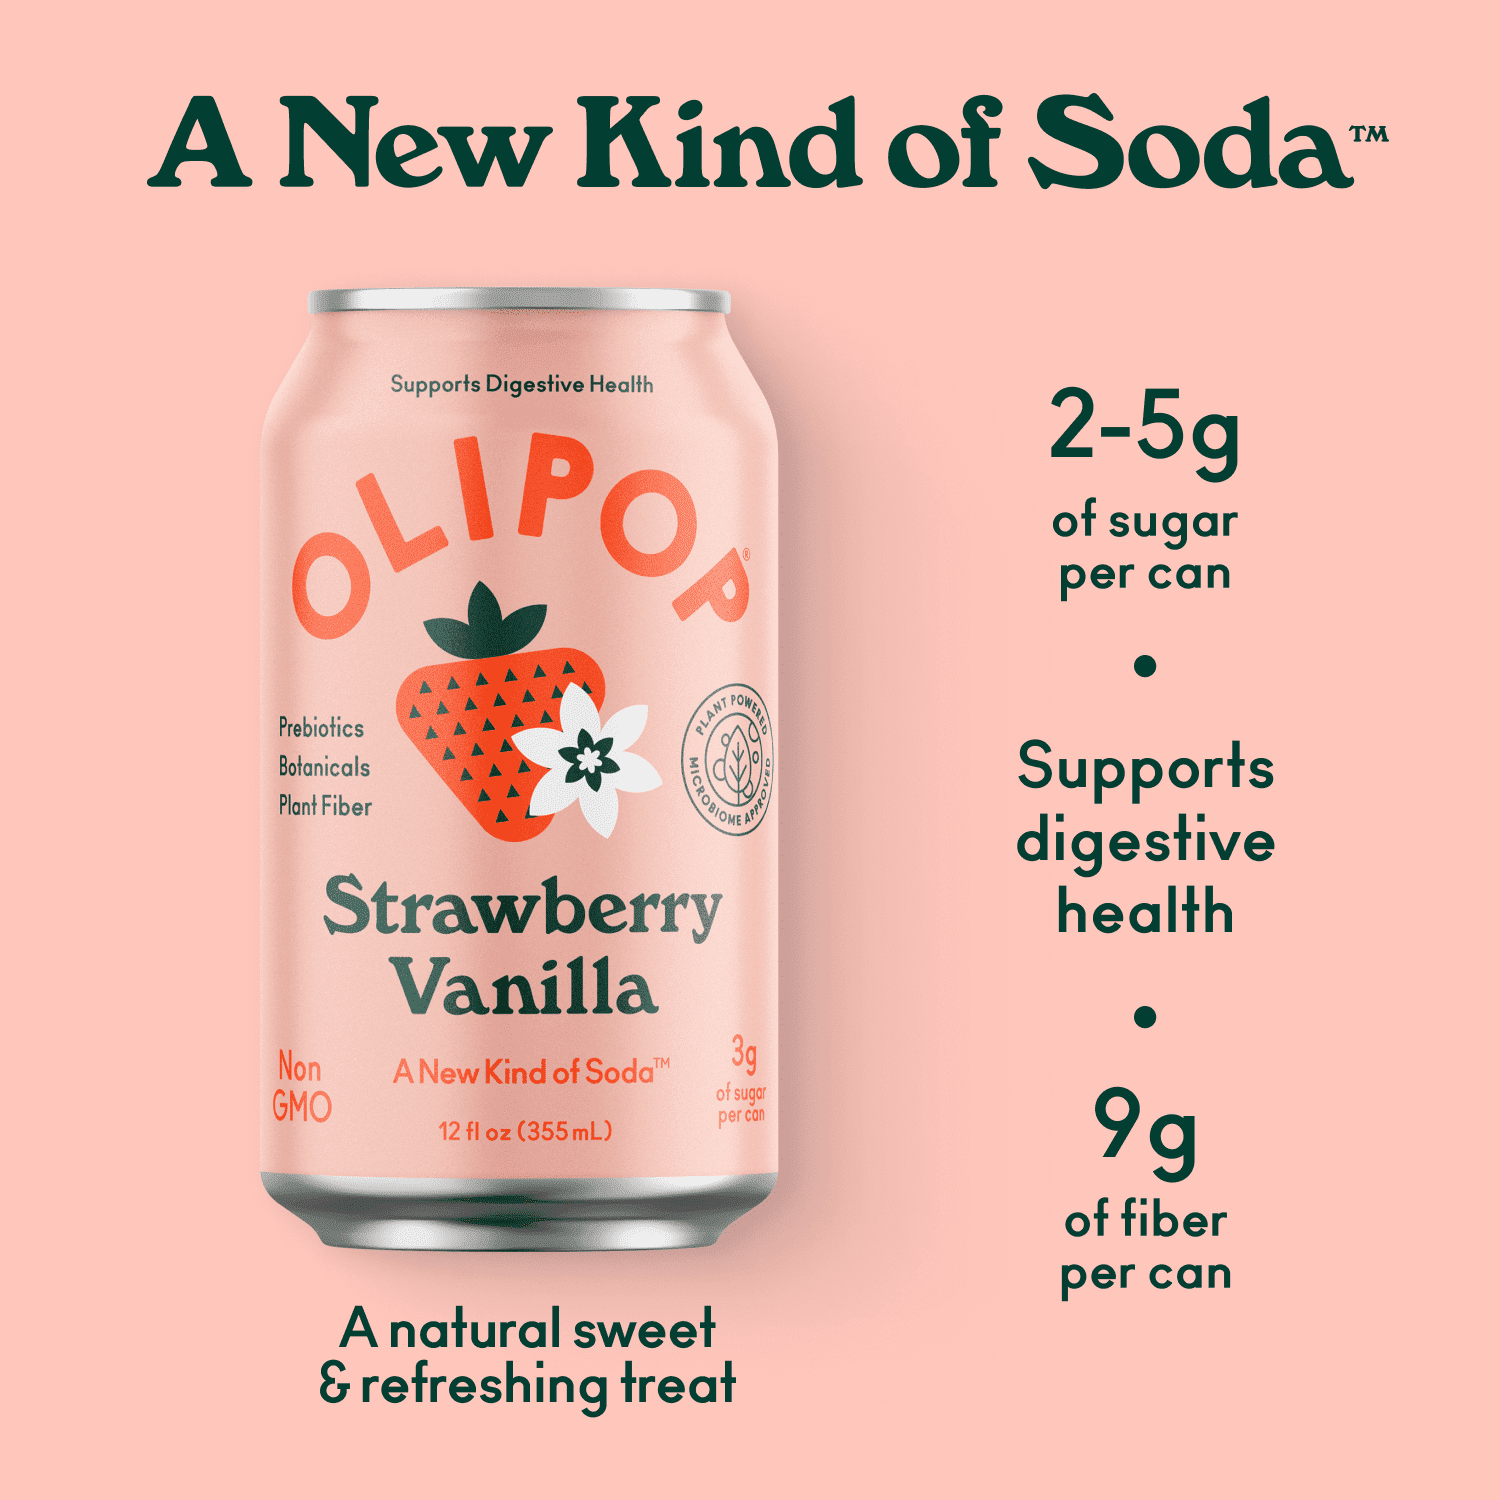 A New Kind of Soda™
Supports Digestive Health
OLIPOP®
Prebiotics
Botanicals
Plant Fiber
PLANT POWERED
MICROBIOME APPROVED
Strawberry
Vanilla
Non
GMO
A New Kind of Soda™
12 fl oz (355 mL)
3g
of sugar
per can
A natural sweet
& refreshing treat
2-5g
of sugar
per can
•
Supports
digestive
health
•
9g
of fiber
per can